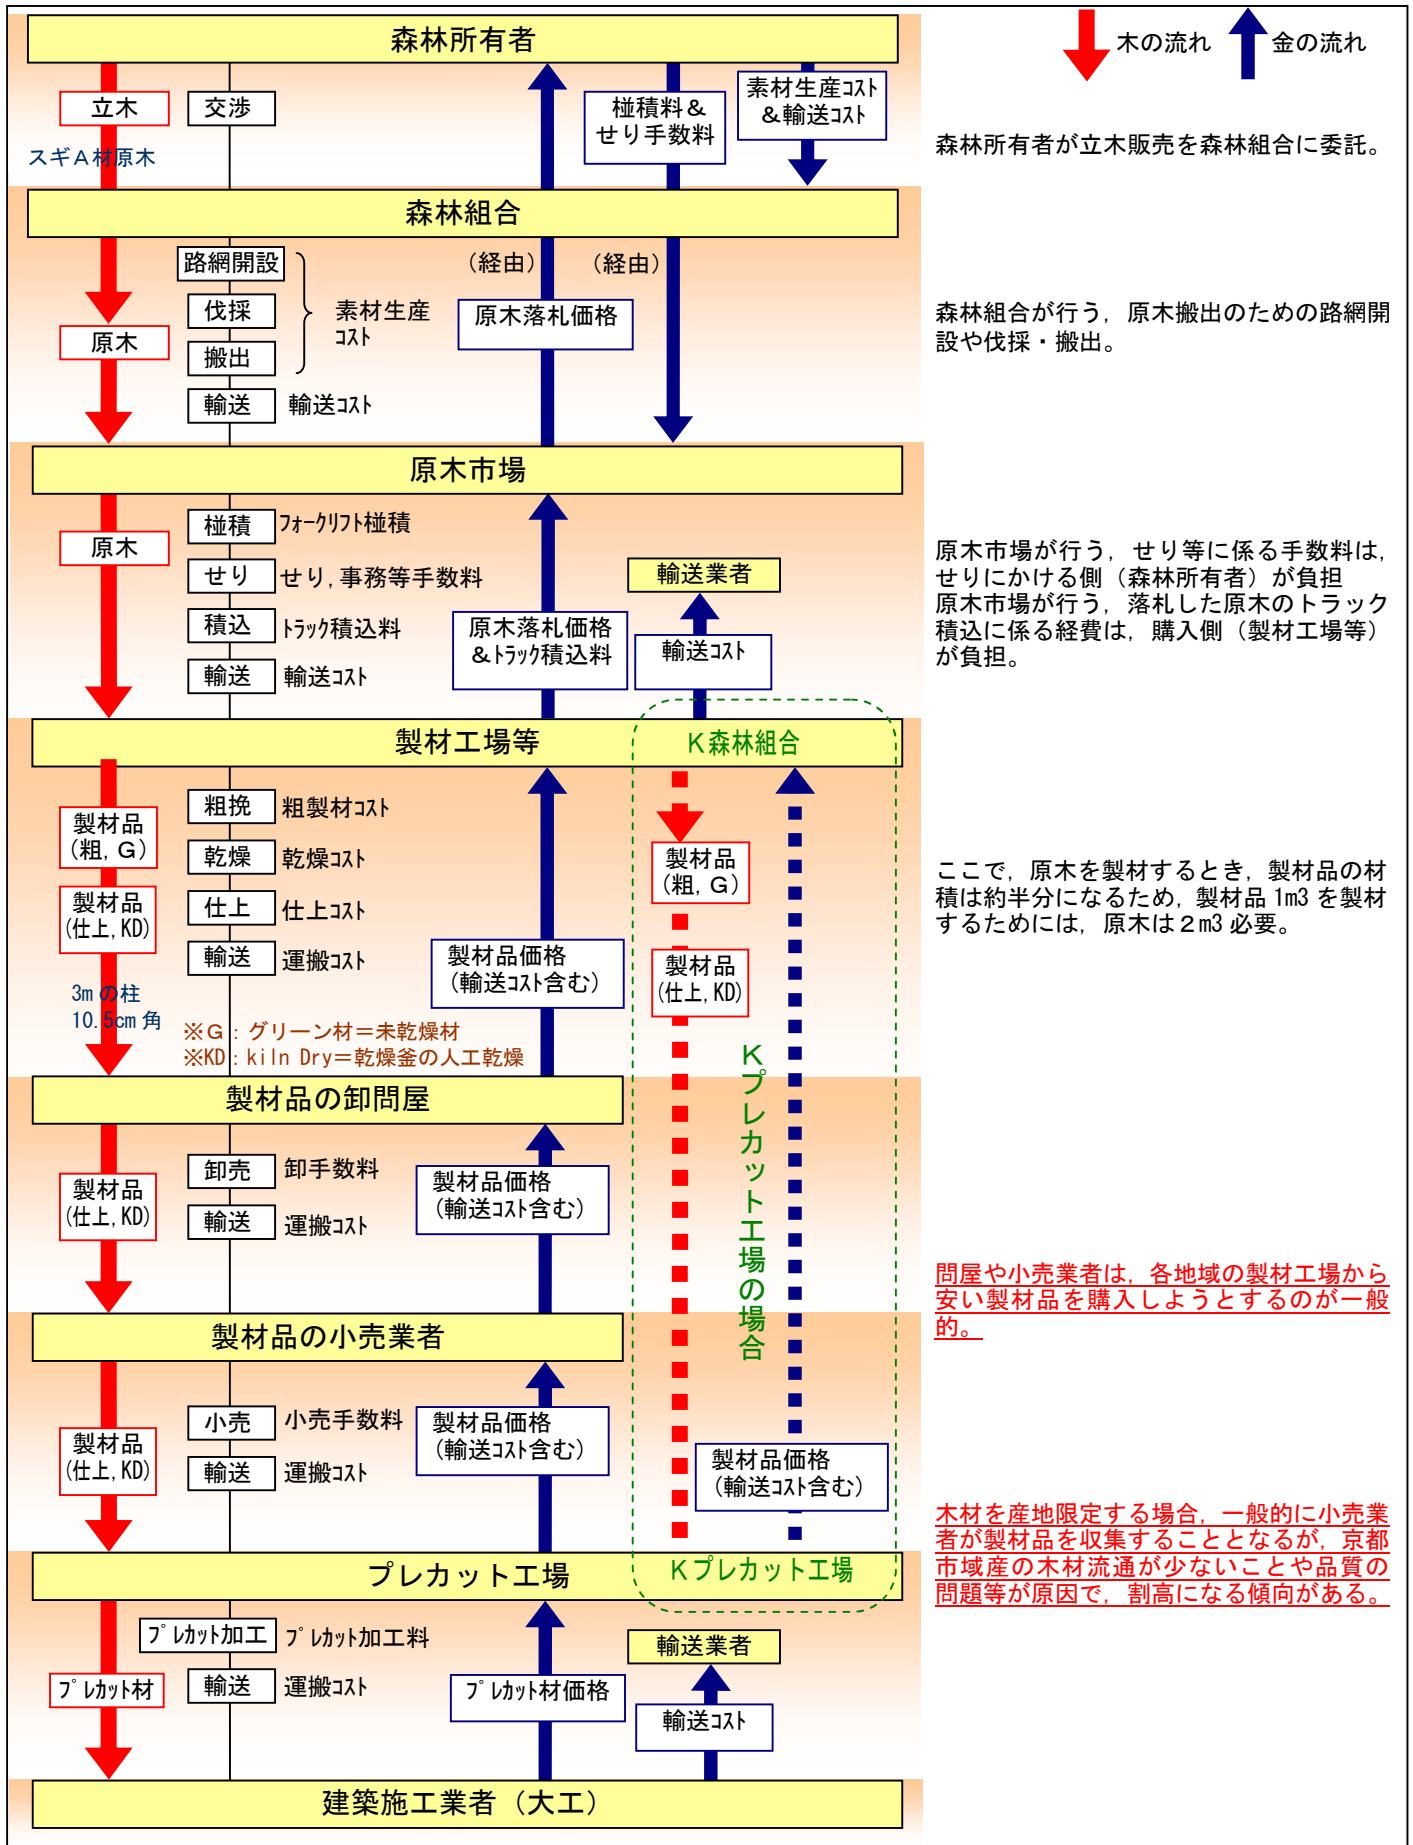 森林所有者
木の流れ
金の流れ
立木
交渉
椪積料＆
せり手数料
素材生産ｺｽﾄ
＆輸送ｺｽﾄ
スギＡ材原木
森林所有者が立木販売を森林組合に委託。
森林組合
路網開設
伐採
搬出
輸送
素材生産
ｺｽﾄ
輸送ｺｽﾄ
原木
（経由）
（経由）
原木落札価格
森林組合が行う，原木搬出のための路網開
設や伐採・搬出。
原木市場
原木
椪積
ﾌｫｰｸﾘﾌﾄ椪積
せり
せり,事務等手数料
積込
ﾄﾗｯｸ積込料
輸送
輸送ｺｽﾄ
原木落札価格
＆ﾄﾗｯｸ積込料
輸送業者
輸送ｺｽﾄ
原木市場が行う，せり等に係る手数料は，
せりにかける側（森林所有者）が負担
原木市場が行う，落札した原木のトラック
積込に係る経費は，購入側（製材工場等）
が負担。
製材工場等
Ｋ森林組合
製材品
(粗,Ｇ)
製材品
(仕上,KD)
3mの柱
10.5cm角
粗挽
粗製材ｺｽﾄ
乾燥
乾燥ｺｽﾄ
仕上
仕上ｺｽﾄ
輸送
運搬ｺｽﾄ
製材品価格
（輸送ｺｽﾄ含む）
※Ｇ：グリーン材＝未乾燥材
※KD：kiln Dry＝乾燥釜の人工乾燥
製材品
(粗,Ｇ)
製材品
(仕上,KD)
Ｋプレカット工場の場合
ここで，原木を製材するとき，製材品の材
積は約半分になるため，製材品1m3を製材
するためには，原木は２m3必要。
製材品の卸問屋
製材品
(仕上,KD)
卸売
卸手数料
輸送
運搬ｺｽﾄ
製材品価格
（輸送ｺｽﾄ含む）
問屋や小売業者は，各地域の製材工場から
安い製材品を購入しようとするのが一般
的。
製材品の小売業者
製材品
(仕上,KD)
小売
小売手数料
輸送
運搬ｺｽﾄ
製材品価格
（輸送ｺｽﾄ含む）
製材品価格
（輸送ｺｽﾄ含む）
木材を産地限定する場合，一般的に小売業
者が製材品を収集することとなるが，京都
市域産の木材流通が少ないことや品質の
問題等が原因で，割高になる傾向がある。
プレカット工場
Ｋプレカット工場
ﾌﾟﾚｶｯﾄ加工
ﾌﾟﾚｶｯﾄ加工料
輸送
運搬ｺｽﾄ
ﾌﾟﾚｶｯﾄ材
ﾌﾟﾚｶｯﾄ材価格
輸送業者
輸送ｺｽﾄ
建築施工業者（大工）